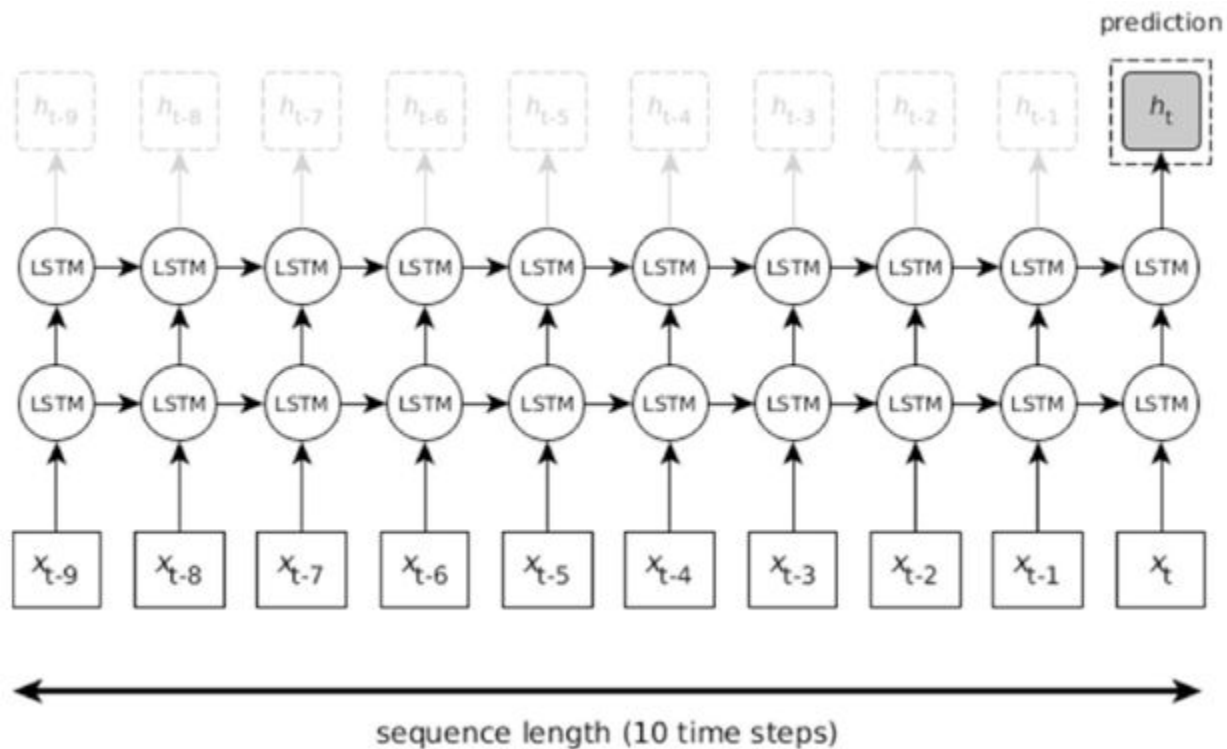 prediction
h_t-9 h_t-8 h_t-7 h_t-6 h_t-5 h_t-4 h_t-3 h_t-2 h_t-1 h_t
LSTM LSTM LSTM LSTM LSTM LSTM LSTM LSTM LSTM LSTM
LSTM LSTM LSTM LSTM LSTM LSTM LSTM LSTM LSTM LSTM
x_t-9 x_t-8 x_t-7 x_t-6 x_t-5 x_t-4 x_t-3 x_t-2 x_t-1 x_t
sequence length (10 time steps)